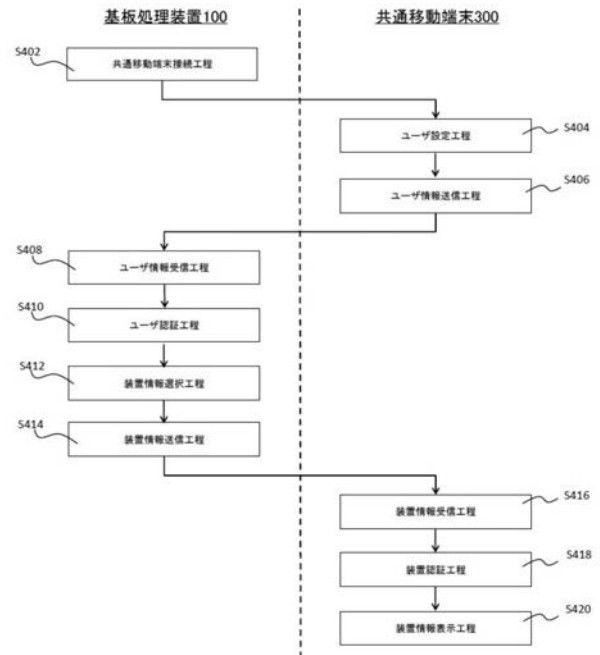 基板処理装置100
共通移動端末300
S402
共通移動端末接続工程
ユーザ設定工程
S404
ユーザ情報送信工程
S406
S408
ユーザ情報受信工程
S410
ユーザ認証工程
S412
装置情報選択工程
S414
装置情報送信工程
装置情報受信工程
S416
装置認証工程
S418
装置情報表示工程
S420